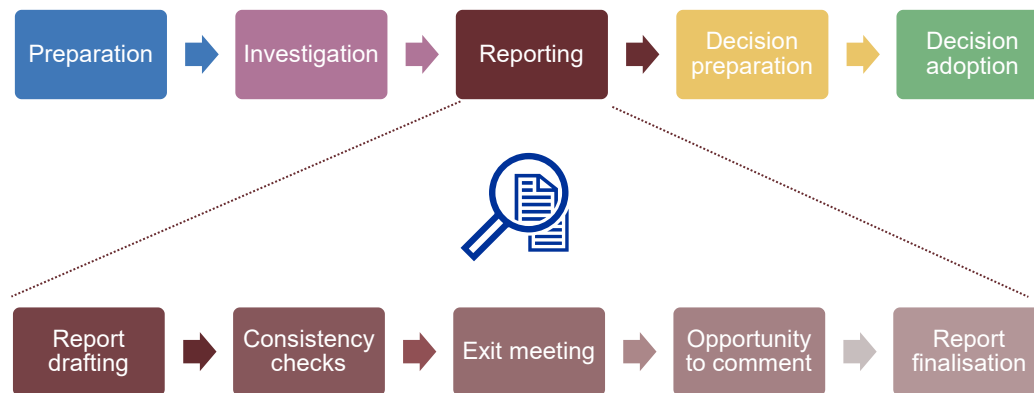 Preparation
Investigation
Reporting
Decision
preparation
Decision
adoption
Report
drafting
Consistency
checks
Exit meeting
Opportunity
to comment
Report
finalisation